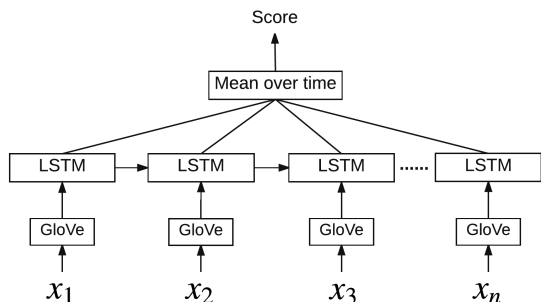 Score
Mean over time
LSTM LSTM LSTM ...... LSTM
GloVe GloVe GloVe GloVe
x1 x2 x3 xn